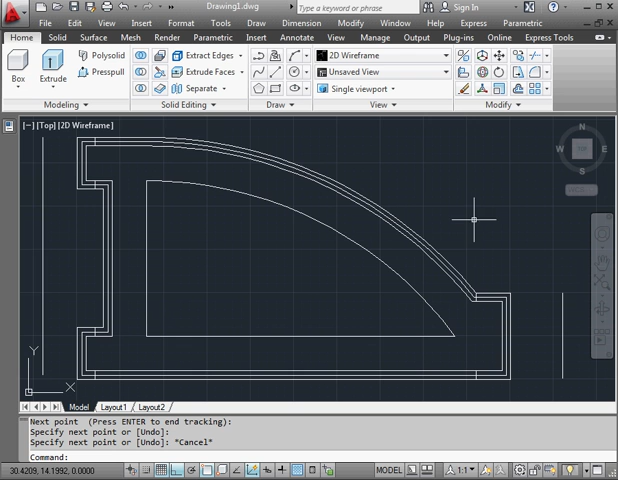 Drawing1.dwg
Type a keyword or phrase
Sign In
File Edit View Insert Format Tools Draw Dimension Modify Window Help Express Parametric
Home Solid Surface Mesh Render Parametric Insert Annotate View Manage Output Plug-ins Online Express Tools
Box
Extrude
Polysolid
Presspull
Extract Edges
Extrude Faces
Separate
2D Wireframe
Unsaved View
Single viewport
Modeling Solid Editing Draw View Modify
[−] [Top] [2D Wireframe]
N
W E
S
Y
X
Model Layout1 Layout2
Next point (Press ENTER to end tracking):
Specify next point or [Undo]:
Specify next point or [Undo]: *Cancel*
Command:
30.4209, 14.1992, 0.0000
MODEL
1:1